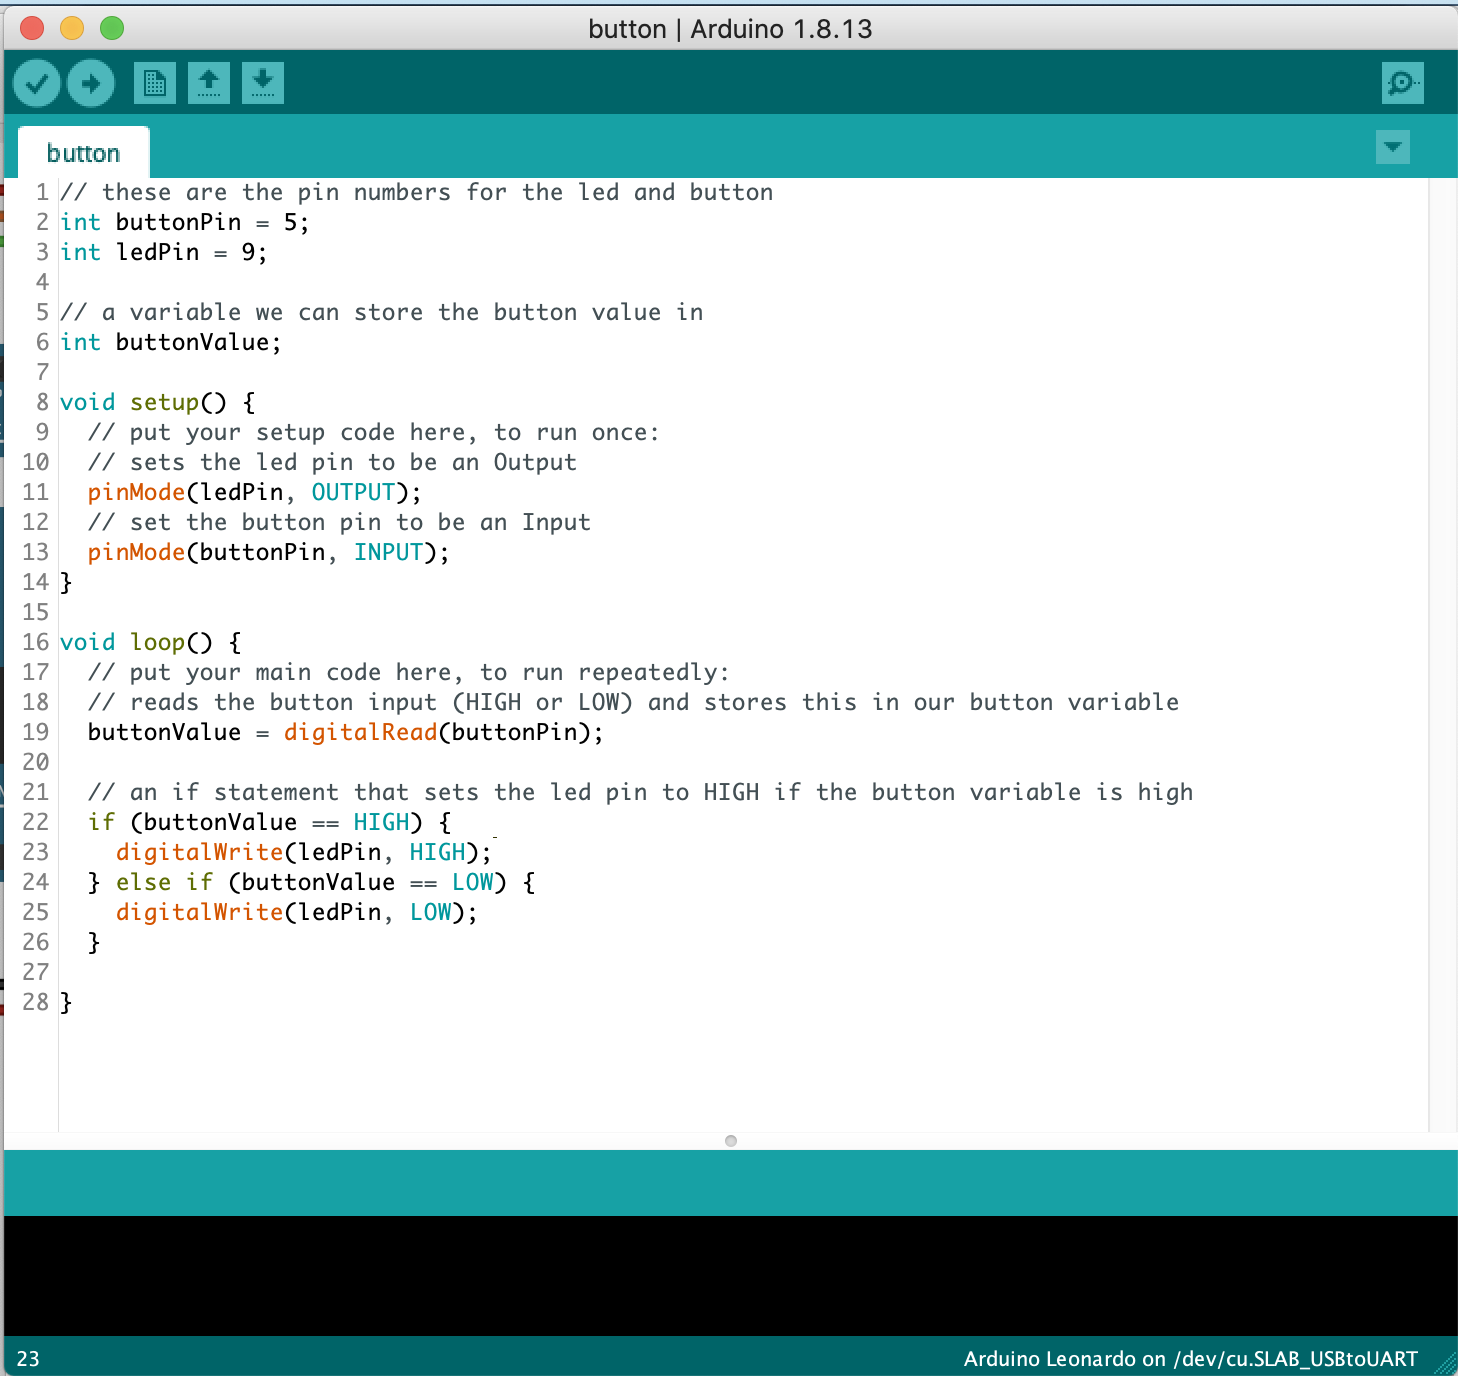 button | Arduino 1.8.13
button
1 // these are the pin numbers for the led and button
2 int buttonPin = 5;
3 int ledPin = 9;
4
5 // a variable we can store the button value in
6 int buttonValue;
7
8 void setup() {
9   // put your setup code here, to run once:
10   // sets the led pin to be an Output
11   pinMode(ledPin, OUTPUT);
12   // set the button pin to be an Input
13   pinMode(buttonPin, INPUT);
14 }
15
16 void loop() {
17   // put your main code here, to run repeatedly:
18   // reads the button input (HIGH or LOW) and stores this in our button variable
19   buttonValue = digitalRead(buttonPin);
20
21   // an if statement that sets the led pin to HIGH if the button variable is high
22   if (buttonValue == HIGH) {
23     digitalWrite(ledPin, HIGH);
24   } else if (buttonValue == LOW) {
25     digitalWrite(ledPin, LOW);
26   }
27
28 }
23
Arduino Leonardo on /dev/cu.SLAB_USBtoUART